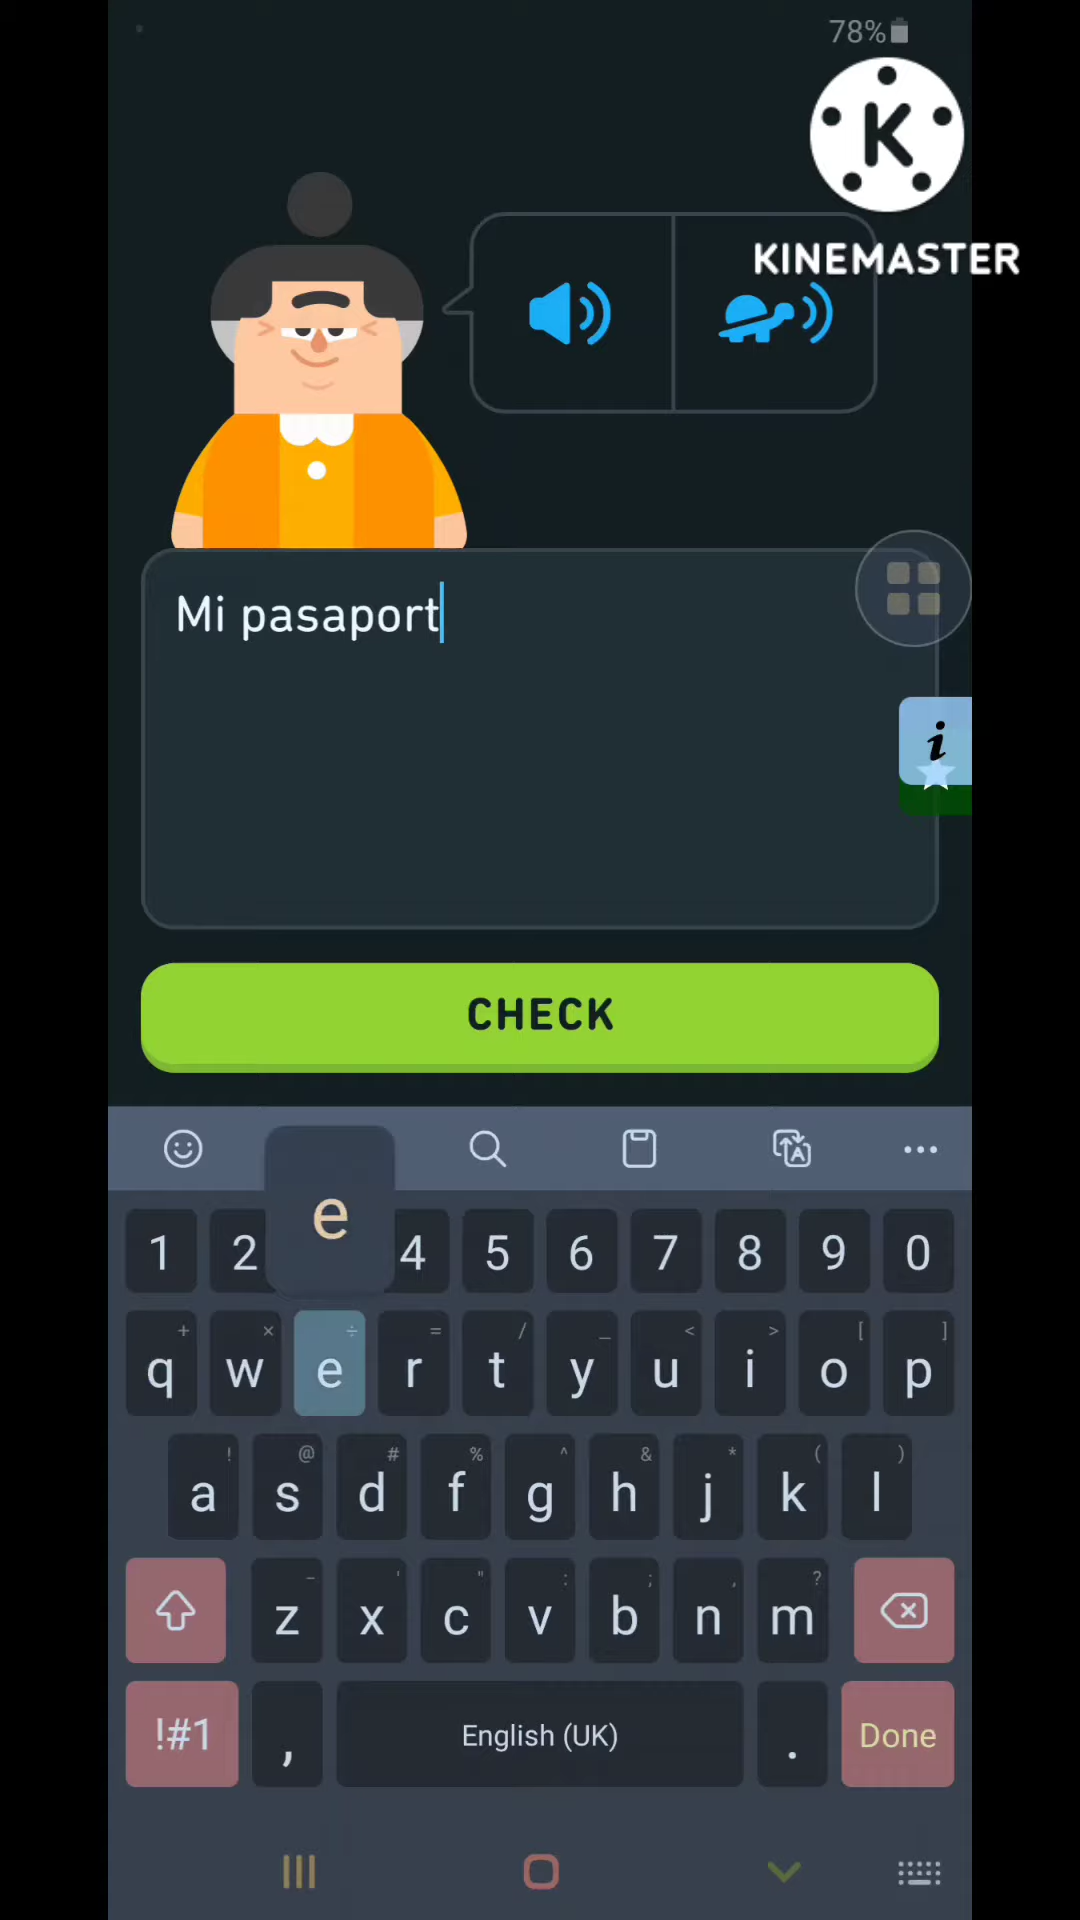 78%
K
KINEMASTER
Mi pasaport
i
CHECK
e
1 2 4 5 6 7 8 9 0
+ × ÷ = / _ < > [ ]
q w e r t y u i o p
! @ # % ^ & * ( )
a s d f g h j k l
- ' " : ; , ?
z x c v b n m
!#1 , English (UK) . Done